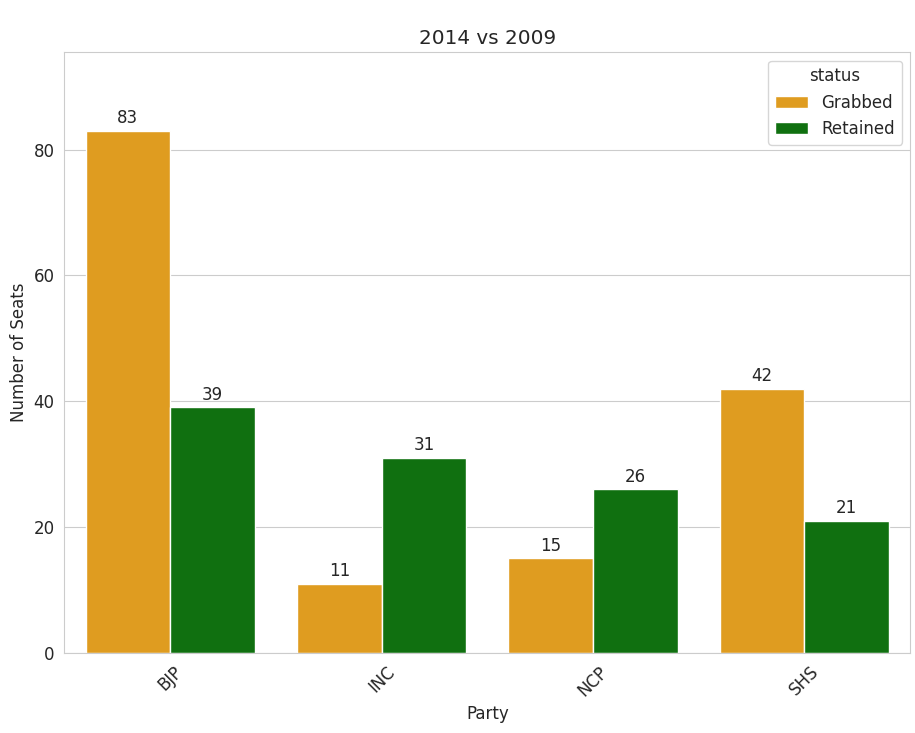 2014 vs 2009
status
Grabbed
Retained
83
39
11
31
15
26
42
21
80
60
40
20
0
Number of Seats
BJP
INC
NCP
SHS
Party